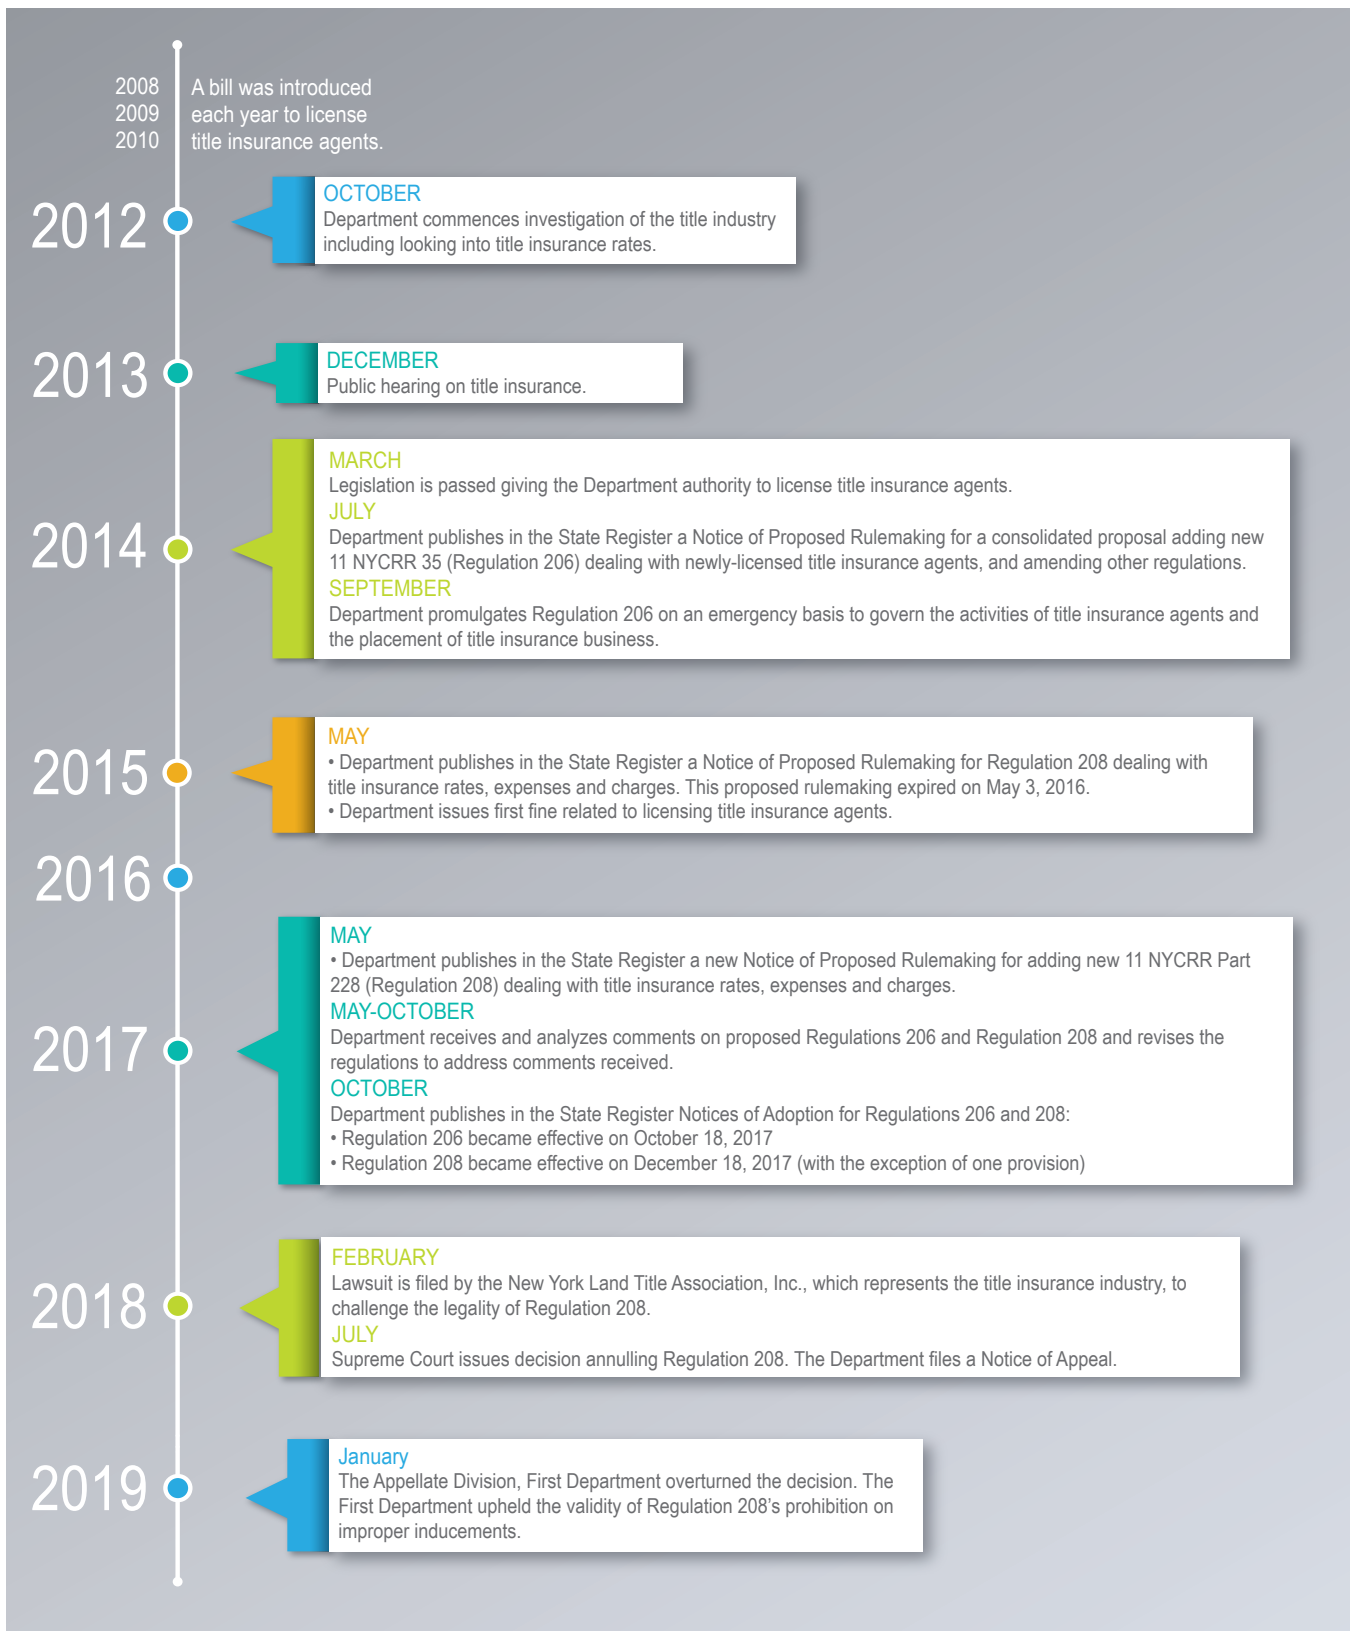 2008
2009
2010
A bill was introduced
each year to license
title insurance agents.
2012
OCTOBER
Department commences investigation of the title industry
including looking into title insurance rates.
2013
DECEMBER
Public hearing on title insurance.
2014
MARCH
Legislation is passed giving the Department authority to license title insurance agents.
JULY
Department publishes in the State Register a Notice of Proposed Rulemaking for a consolidated proposal adding new
11 NYCRR 35 (Regulation 206) dealing with newly-licensed title insurance agents, and amending other regulations.
SEPTEMBER
Department promulgates Regulation 206 on an emergency basis to govern the activities of title insurance agents and
the placement of title insurance business.
2015
MAY
• Department publishes in the State Register a Notice of Proposed Rulemaking for Regulation 208 dealing with
title insurance rates, expenses and charges. This proposed rulemaking expired on May 3, 2016.
• Department issues first fine related to licensing title insurance agents.
2016
2017
MAY
• Department publishes in the State Register a new Notice of Proposed Rulemaking for adding new 11 NYCRR Part
228 (Regulation 208) dealing with title insurance rates, expenses and charges.
MAY-OCTOBER
Department receives and analyzes comments on proposed Regulations 206 and Regulation 208 and revises the
regulations to address comments received.
OCTOBER
Department publishes in the State Register Notices of Adoption for Regulations 206 and 208:
• Regulation 206 became effective on October 18, 2017
• Regulation 208 became effective on December 18, 2017 (with the exception of one provision)
2018
FEBRUARY
Lawsuit is filed by the New York Land Title Association, Inc., which represents the title insurance industry, to
challenge the legality of Regulation 208.
JULY
Supreme Court issues decision annulling Regulation 208. The Department files a Notice of Appeal.
2019
January
The Appellate Division, First Department overturned the decision. The
First Department upheld the validity of Regulation 208's prohibition on
improper inducements.